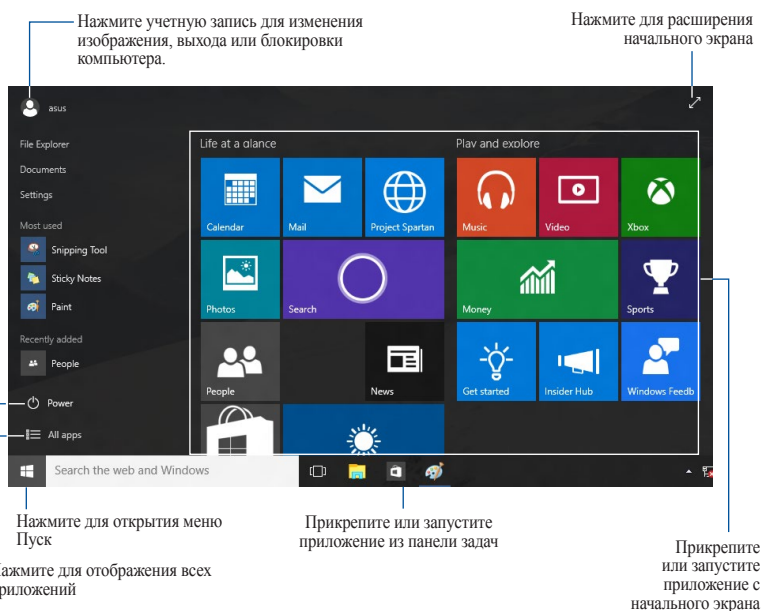 Нажмите учетную запись для изменения
изображения, выхода или блокировки
компьютера.
Нажмите для расширения
начального экрана
asus
File Explorer
Documents
Settings
Most used
Snipping Tool
Sticky Notes
Paint
Recently added
People
Power
All apps
Life at a glance
Play and explore
Calendar
Mail
Project Spartan
Music
Video
Xbox
Photos
Search
Money
Sports
People
News
Get started
Insider Hub
Windows Feedb
Search the web and Windows
Нажмите для открытия меню
Пуск
Прикрепите или запустите
приложение из панели задач
Прикрепите
или запустите
приложение с
начального экрана
ажмите для отображения всех
риложений